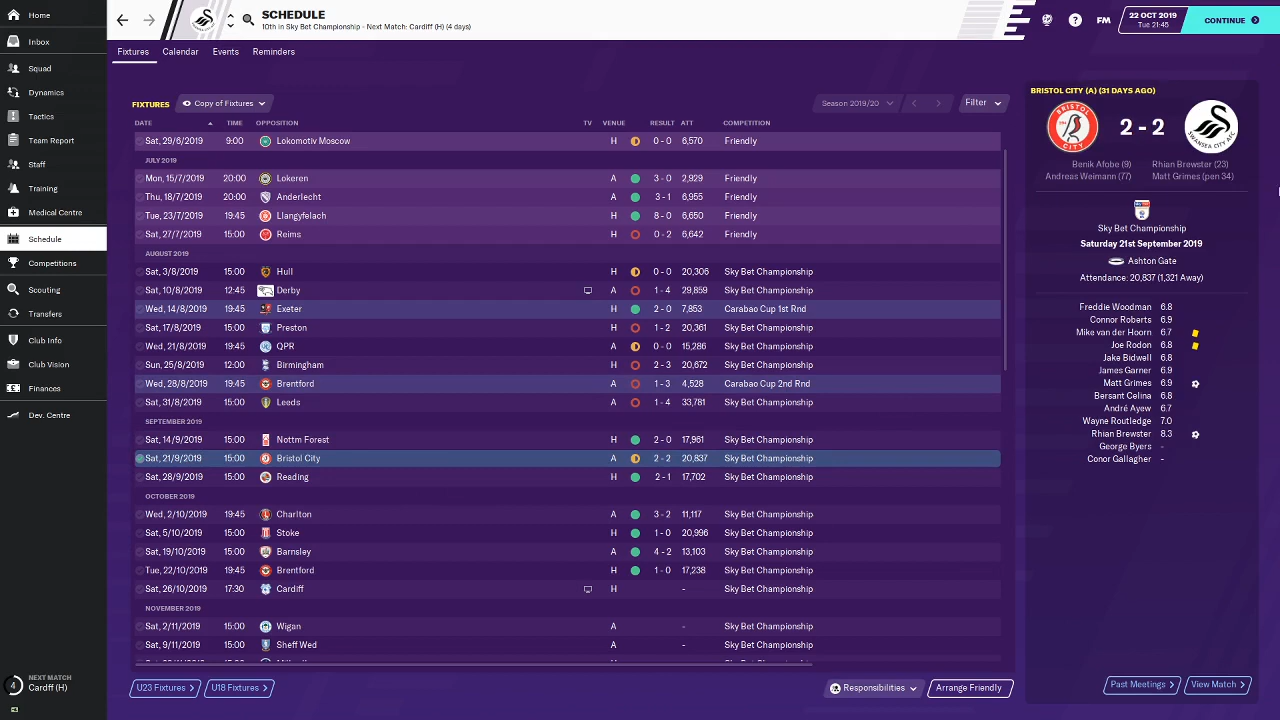 SCHEDULE
10th in Sky Bet Championship - Next Match: Cardiff (H) (4 days)
FM
22 OCT 2019
Tue 21:45
CONTINUE
Home
Inbox
Squad
Dynamics
Tactics
Team Report
Staff
Training
Medical Centre
Schedule
Competitions
Scouting
Transfers
Club Info
Club Vision
Finances
Dev. Centre
NEXT MATCH
Cardiff (H)
4
Fixtures Calendar Events Reminders
FIXTURES Copy of Fixtures Season 2019/20 Filter
DATE TIME OPPOSITION TV VENUE RESULT ATT COMPETITION
Sat, 29/6/2019 9:00 Lokomotiv Moscow H 0 - 0 6,570 Friendly
JULY 2019
Mon, 15/7/2019 20:00 Lokeren A 3 - 0 2,929 Friendly
Thu, 18/7/2019 20:00 Anderlecht A 3 - 1 6,955 Friendly
Tue, 23/7/2019 19:45 Llangyfelach H 8 - 0 6,650 Friendly
Sat, 27/7/2019 15:00 Reims H 0 - 2 6,642 Friendly
AUGUST 2019
Sat, 3/8/2019 15:00 Hull H 0 - 0 20,306 Sky Bet Championship
Sat, 10/8/2019 12:45 Derby A 1 - 4 29,859 Sky Bet Championship
Wed, 14/8/2019 19:45 Exeter H 2 - 0 7,853 Carabao Cup 1st Rnd
Sat, 17/8/2019 15:00 Preston H 1 - 2 20,361 Sky Bet Championship
Wed, 21/8/2019 19:45 QPR A 0 - 0 15,286 Sky Bet Championship
Sun, 25/8/2019 12:00 Birmingham H 2 - 3 20,672 Sky Bet Championship
Wed, 28/8/2019 19:45 Brentford A 1 - 3 4,528 Carabao Cup 2nd Rnd
Sat, 31/8/2019 15:00 Leeds A 1 - 4 33,781 Sky Bet Championship
SEPTEMBER 2019
Sat, 14/9/2019 15:00 Nottm Forest H 2 - 0 17,961 Sky Bet Championship
Sat, 21/9/2019 15:00 Bristol City A 2 - 2 20,837 Sky Bet Championship
Sat, 28/9/2019 15:00 Reading H 2 - 1 17,702 Sky Bet Championship
OCTOBER 2019
Wed, 2/10/2019 19:45 Charlton A 3 - 2 11,117 Sky Bet Championship
Sat, 5/10/2019 15:00 Stoke H 1 - 0 20,996 Sky Bet Championship
Sat, 19/10/2019 15:00 Barnsley A 4 - 2 13,103 Sky Bet Championship
Tue, 22/10/2019 19:45 Brentford H 1 - 0 17,238 Sky Bet Championship
Sat, 26/10/2019 17:30 Cardiff H - Sky Bet Championship
NOVEMBER 2019
Sat, 2/11/2019 15:00 Wigan A - Sky Bet Championship
Sat, 9/11/2019 15:00 Sheff Wed A - Sky Bet Championship
U23 Fixtures U18 Fixtures Responsibilities Arrange Friendly
BRISTOL CITY (A) (31 DAYS AGO)
2 - 2
Benik Afobe (9) Rhian Brewster (23)
Andreas Weimann (77) Matt Grimes (pen 34)
Sky Bet Championship
Saturday 21st September 2019
Ashton Gate
Attendance: 20,837 (1,321 Away)
Freddie Woodman 6.8
Connor Roberts 6.9
Mike van der Hoorn 6.7
Joe Rodon 6.8
Jake Bidwell 6.8
James Garner 6.9
Matt Grimes 6.9
Bersant Celina 6.8
André Ayew 6.7
Wayne Routledge 7.0
Rhian Brewster 8.3
George Byers -
Conor Gallagher -
Past Meetings View Match